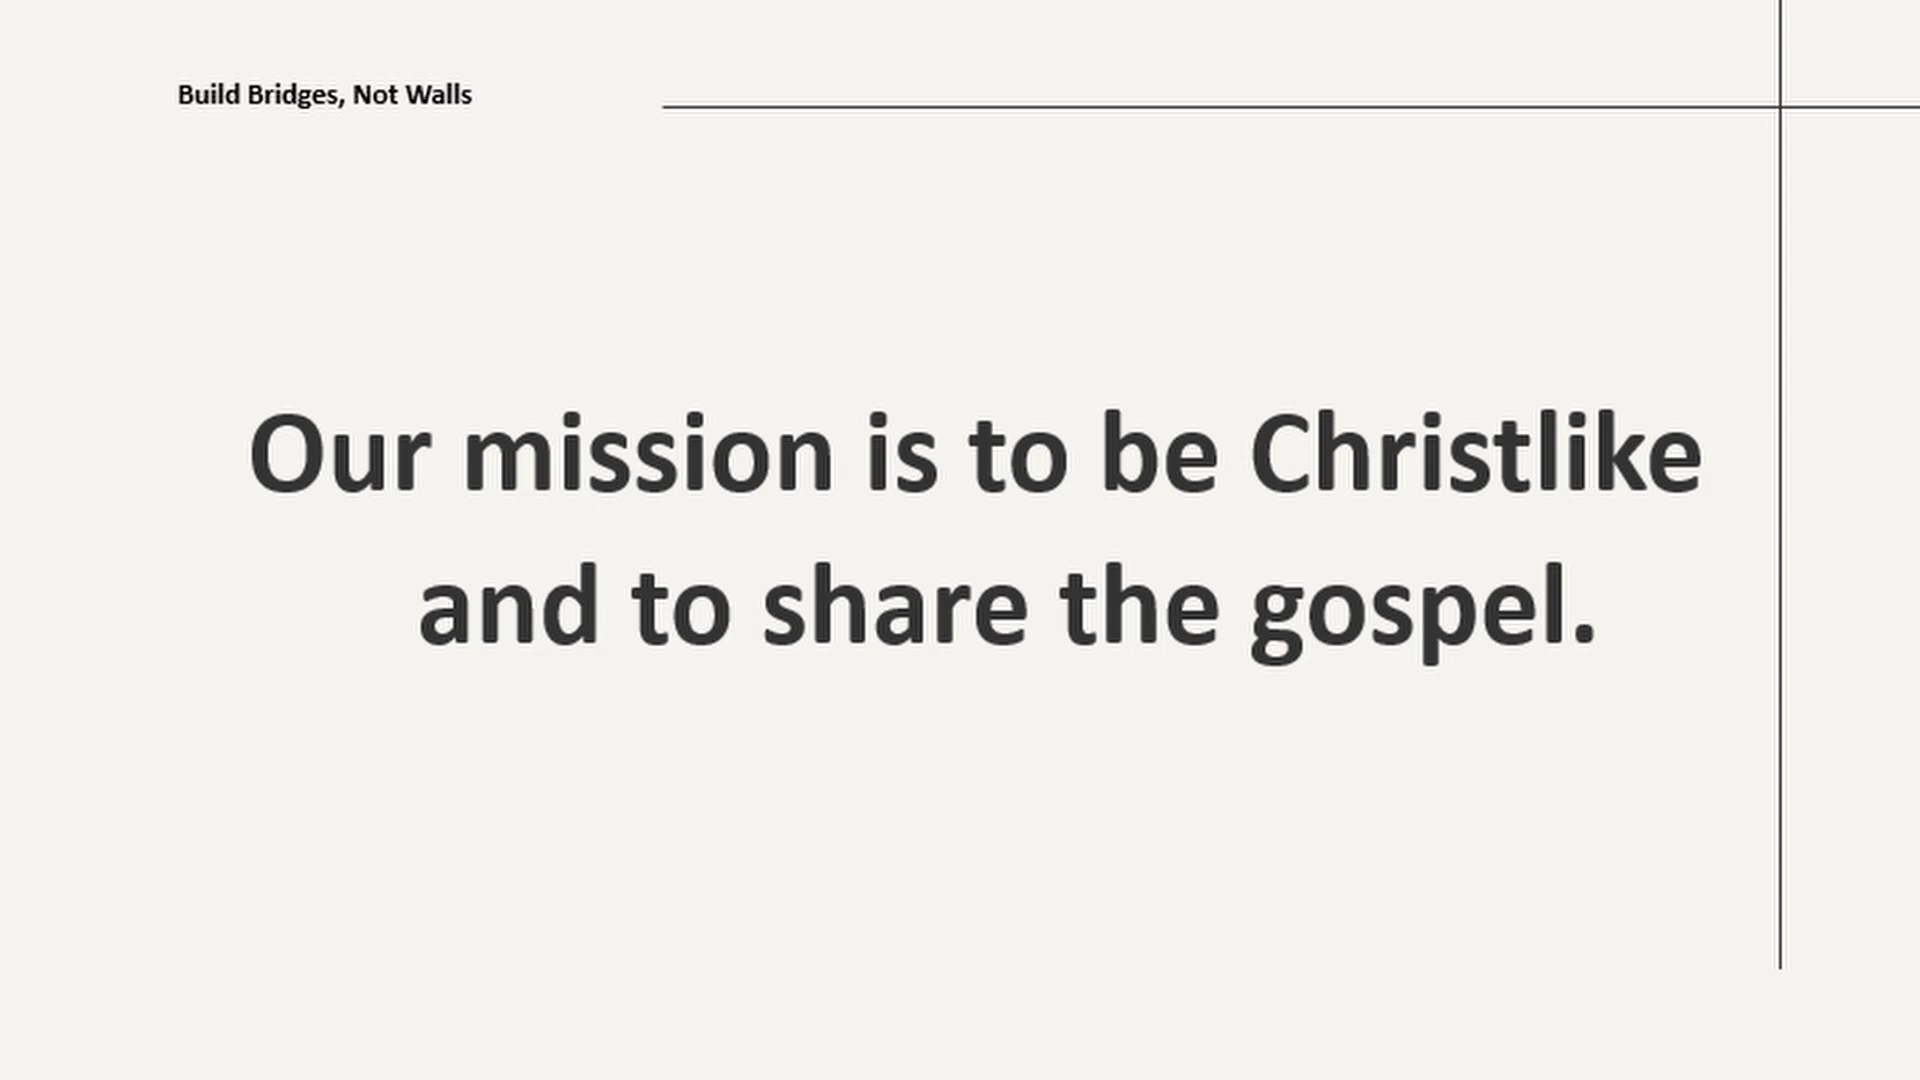 Build Bridges, Not Walls
Our mission is to be Christlike
and to share the gospel.